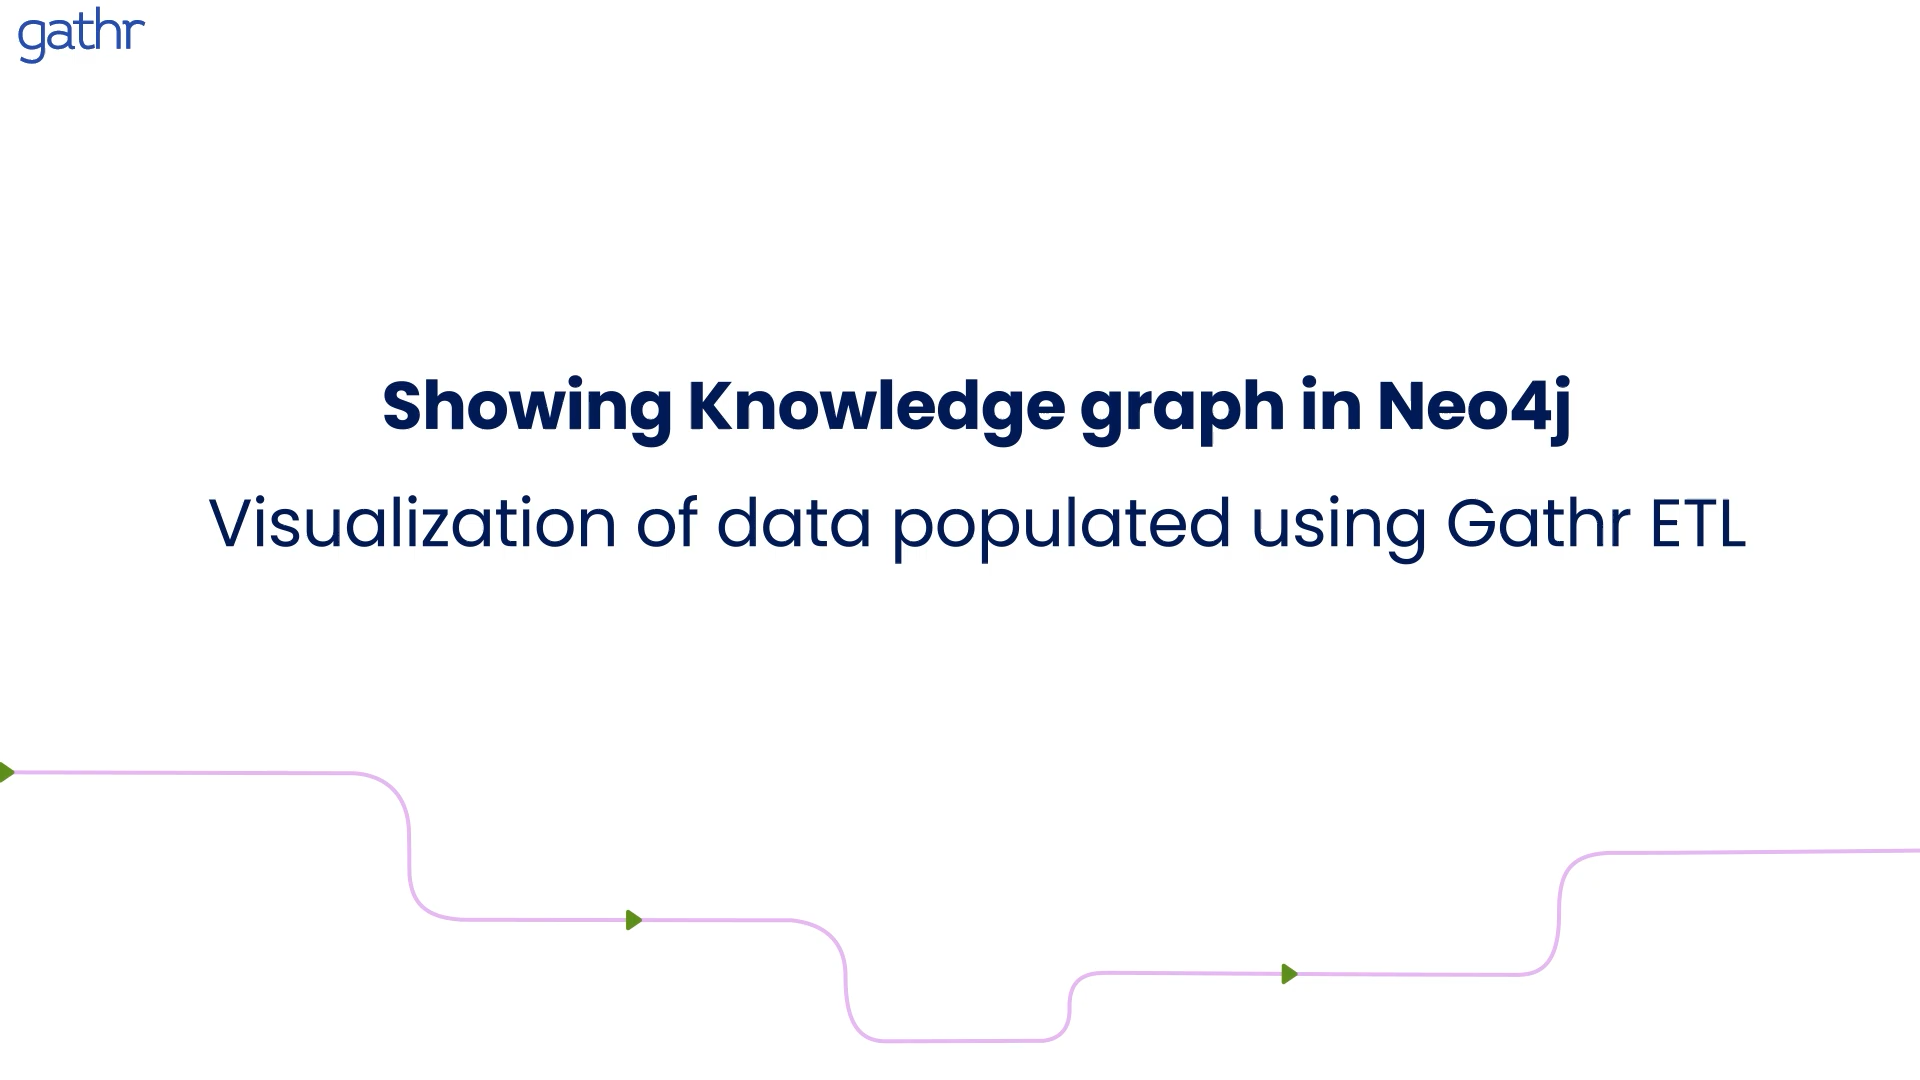 gathr
Showing Knowledge graph in Neo4j
Visualization of data populated using Gathr ETL